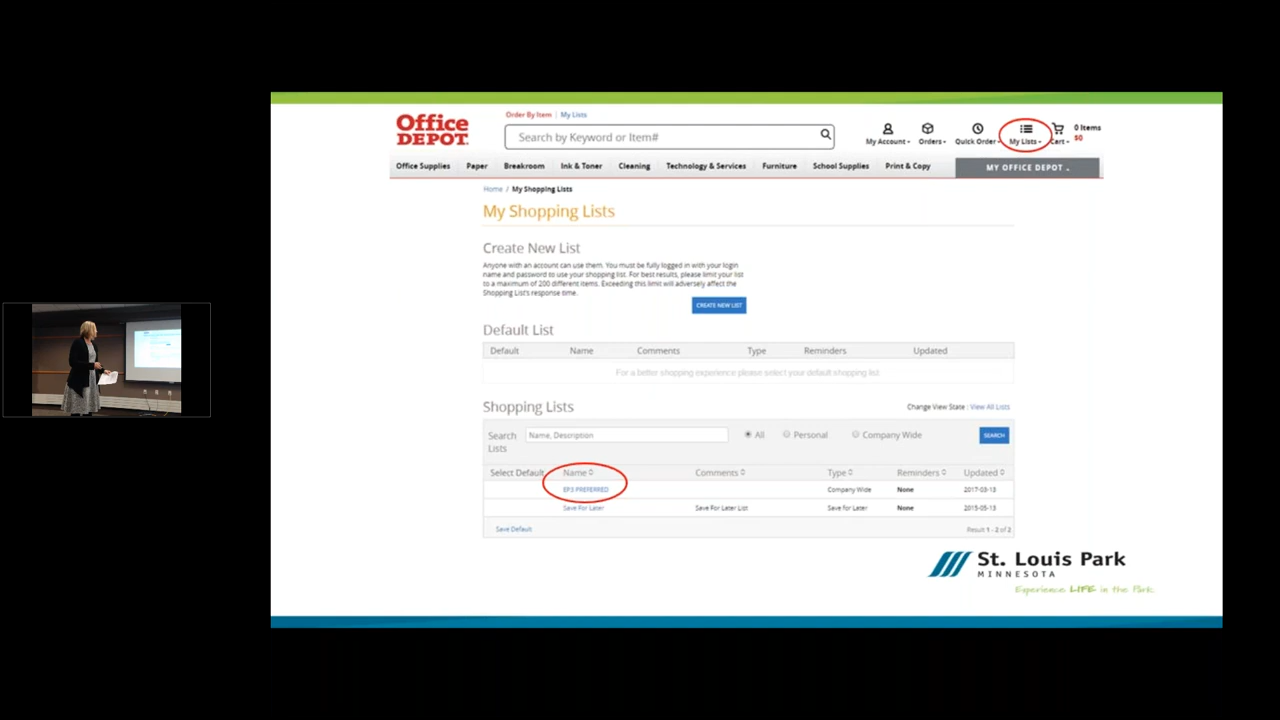 Order By Item | My Lists
Office DEPOT
Search by Keyword or Item#
My Account Orders Quick Order My Lists Cart 0 Items $0
Office Supplies Paper Breakroom Ink & Toner Cleaning Technology & Services Furniture School Supplies Print & Copy MY OFFICE DEPOT
Home / My Shopping Lists
My Shopping Lists
Create New List
Anyone with an account can use them. You must be fully logged in with your login
name and password to use your shopping list. For best results, please limit your list
to a maximum of 200 different items. Exceeding this limit will adversely affect the
Shopping List's response time.
CREATE NEW LIST
Default List
Default Name Comments Type Reminders Updated
For a better shopping experience please select your default shopping list
Shopping Lists
Change View State : View All Lists
Search Lists Name, Description All Personal Company Wide SEARCH
Select Default Name Comments Type Reminders Updated
EP3 PREFERRED Company Wide None 2017-03-13
Save For Later Save For Later List Save for Later None 2015-05-13
Save Default Result 1 - 2 of 2
St. Louis Park
MINNESOTA
Experience LIFE in the Park.